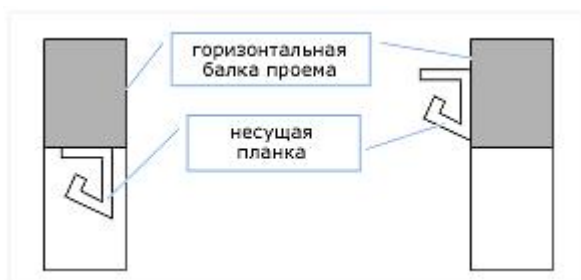 горизонтальная
балка проема
несущая
планка